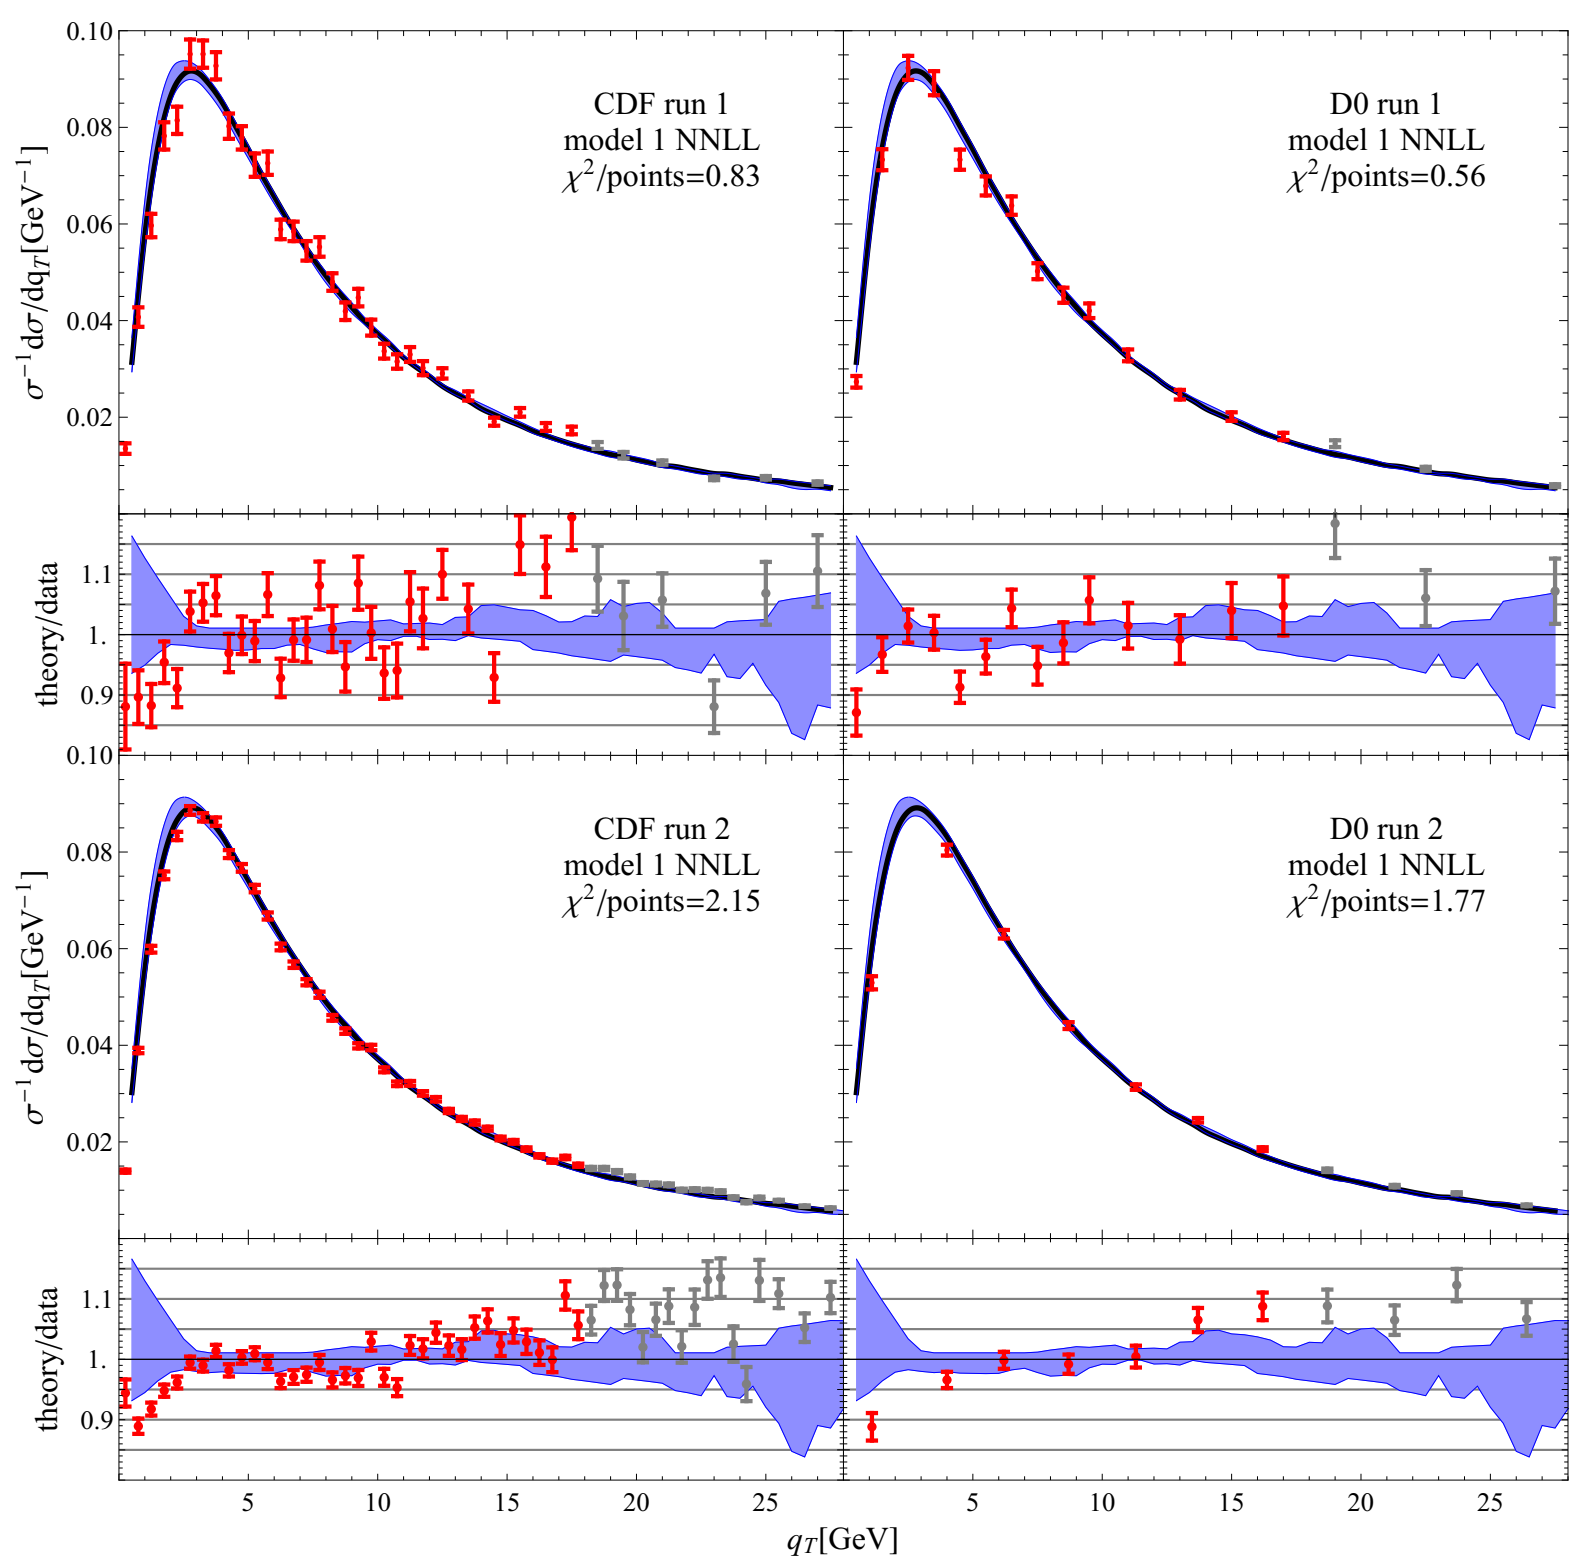 0.10
0.08
0.06
0.04
0.02
σ⁻¹dσ/dq_T[GeV⁻¹]
CDF run 1
model 1 NNLL
χ²/points=0.83
D0 run 1
model 1 NNLL
χ²/points=0.56
1.1
1.
0.9
theory/data
0.10
0.08
0.06
0.04
0.02
σ⁻¹dσ/dq_T[GeV⁻¹]
CDF run 2
model 1 NNLL
χ²/points=2.15
D0 run 2
model 1 NNLL
χ²/points=1.77
1.1
1.
0.9
theory/data
5 10 15 20 25 5 10 15 20 25
q_T[GeV]